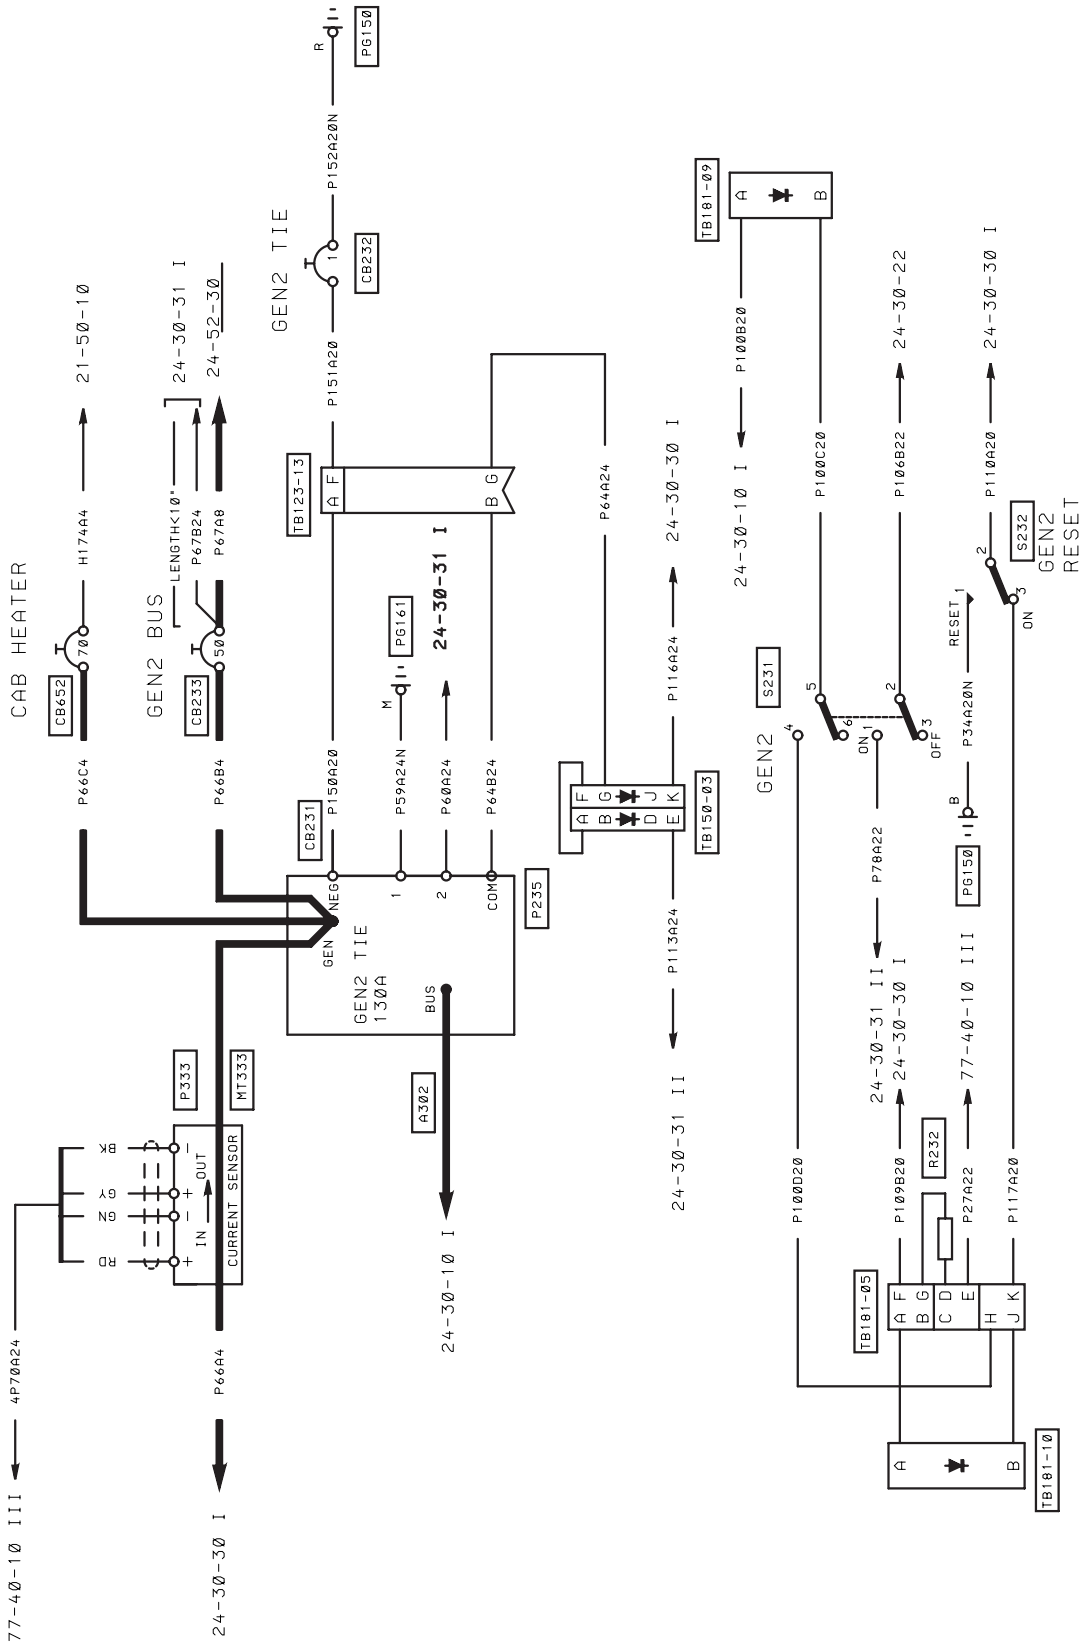 77-40-10 III
4P70A24
24-30-30 I
P66A4
RD
GN
GY
BK
+
−
+
−
IN
OUT
CURRENT SENSOR
P333
MT333
CAB HEATER
CB652
70
P66C4
H174A4
21-50-10
GEN2 BUS
CB233
50
P66B4
LENGTH<10"
P67B24
P67A8
24-30-31 I
24-52-30
GEN
NEG
GEN2 TIE
130A
BUS
1
2
COM
CB231
P235
A302
24-30-10 I
P150A20
P59A24N
M
PG161
P60A24
24-30-31 I
P64B24
TB123-13
A F
B G
P151A20
GEN2 TIE
1
CB232
P152A20N
R
PG150
P64A24
A F
B G
D J
E K
TB150-03
P116A24
24-30-30 I
P113A24
24-30-31 II
TB181-09
A
B
P100B20
24-30-10 I
P100C20
P106B22
24-30-22
P110A20
24-30-30 I
S231
GEN2
4
5
6
ON
1
2
3
OFF
P78A22
24-30-31 II
RESET
1
2
3
ON
S232
GEN2
RESET
P34A20N
B
PG150
P100D20
P109B20
24-30-30 I
R232
P27A22
77-40-10 III
P117A20
TB181-05
A F
B G
C D
E
H
J K
A
B
TB181-10